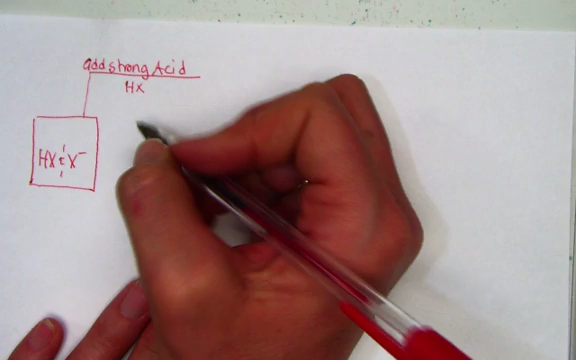 add strong Acid
HX
HX : X⁻